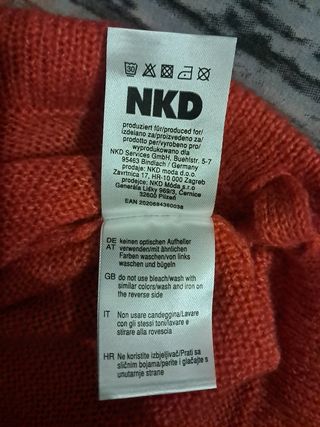 30
NKD
produziert für/produced for/
izdelano za/proizvedeno za/
prodotto per/vyrobeno pro/
wyprodukowano dla
NKD Services GmbH, Buehlstr. 5-7
95463 Bindlach / Germany
prodaje: NKD moda d.o.o.
Zavrtnica 17, HR-10 000 Zagreb
prodejce: NKD Móda s.r.o
Generála Lišky 969/3, Černice
32600 Plzeň
EAN 2020684360038
DE keinen optischen Aufheller
AT verwenden/mit ähnlichen
Farben waschen/von links
waschen und bügeln
GB do not use bleach/wash with
similar colors/wash and iron on
the reverse side
IT Non usare candeggina/Lavare
con gli stessi toni/lavare e
stirare alla rovescia
HR Ne koristite izbjeljivač/Prati sa
sličnim bojama/perite i glačajte s
unutarnje strane